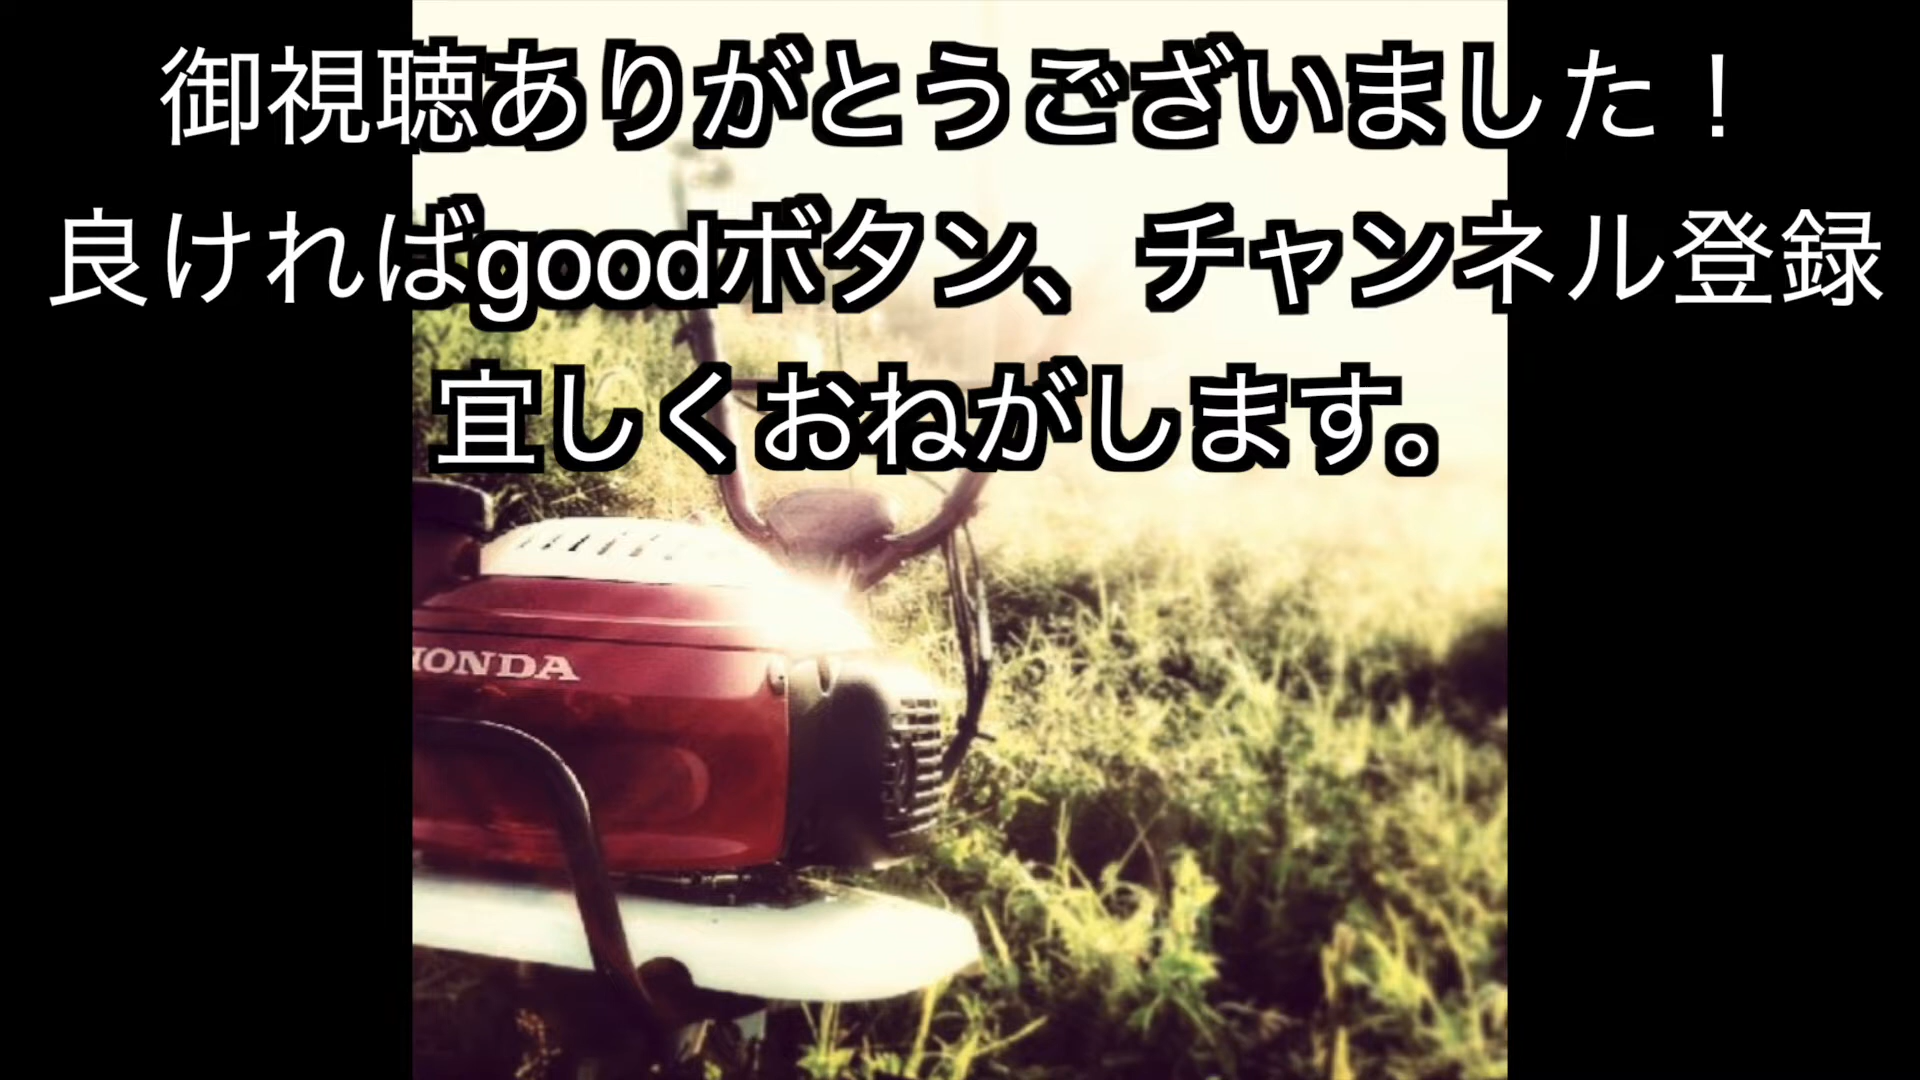 御視聴ありがとうございました！
良ければgoodボタン、チャンネル登録
宜しくおねがします。
HONDA